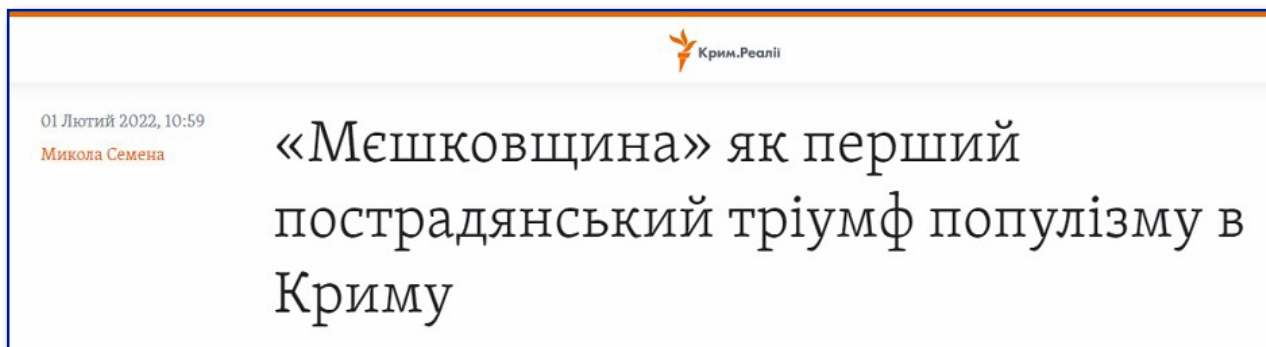 Крим.Реалії
01 Лютий 2022, 10:59
Микола Семена
«Мєшковщина» як перший
пострадянський тріумф популізму в
Криму